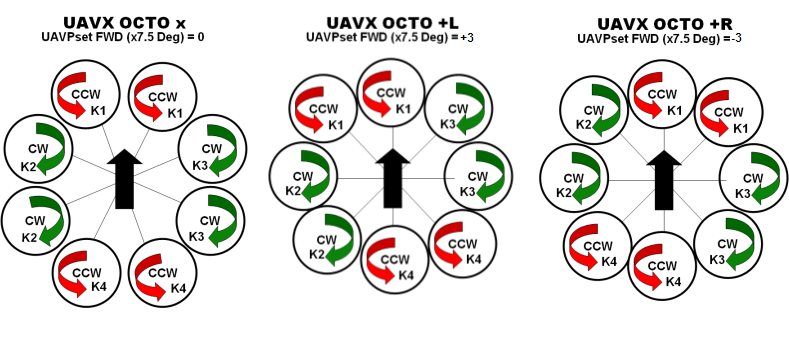 UAVX OCTO x
UAVPset FWD (x7.5 Deg) = 0
CCW
K1
CCW
K1
CW
K2
CW
K3
CW
K2
CW
K3
CCW
K4
CCW
K4
UAVX OCTO +L
UAVPset FWD (x7.5 Deg) = +3
CCW
K1
CCW
K1
CW
K3
CW
K2
CW
K3
CW
K2
CCW
K4
CCW
K4
UAVX OCTO +R
UAVPset FWD (x7.5 Deg) =-3
CW
K2
CCW
K1
CCW
K1
CW
K2
CW
K3
CCW
K4
CCW
K4
CW
K3